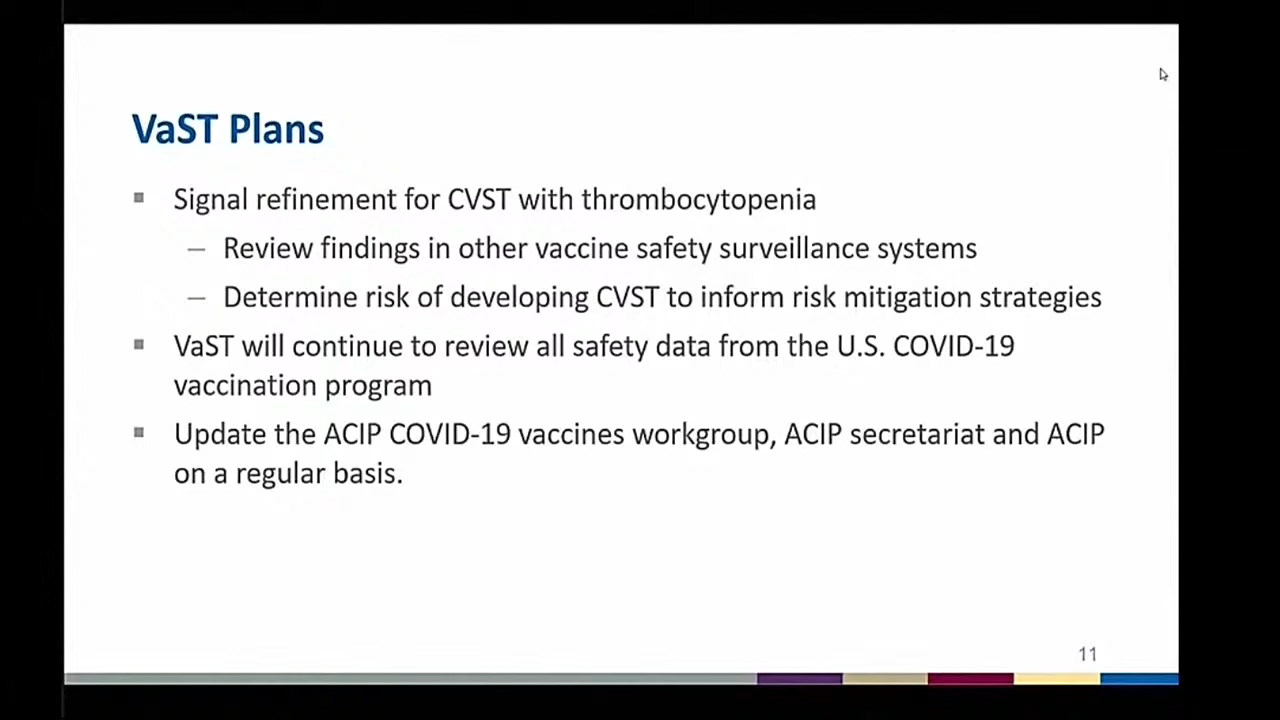 VaST Plans
▪ Signal refinement for CVST with thrombocytopenia
– Review findings in other vaccine safety surveillance systems
– Determine risk of developing CVST to inform risk mitigation strategies
▪ VaST will continue to review all safety data from the U.S. COVID-19
vaccination program
▪ Update the ACIP COVID-19 vaccines workgroup, ACIP secretariat and ACIP
on a regular basis.
11